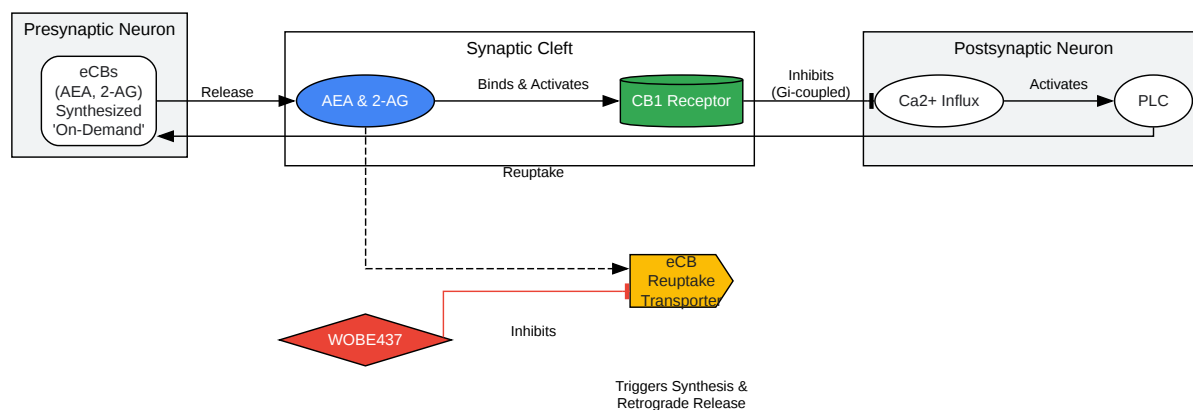 Presynaptic Neuron
eCBs
(AEA, 2-AG)
Synthesized
'On-Demand'
Release
Synaptic Cleft
AEA & 2-AG
Binds & Activates
CB1 Receptor
Inhibits
(Gi-coupled)
Postsynaptic Neuron
Ca2+ Influx
Activates
PLC
Reuptake
eCB
Reuptake
Transporter
WOBE437
Inhibits
Triggers Synthesis &
Retrograde Release